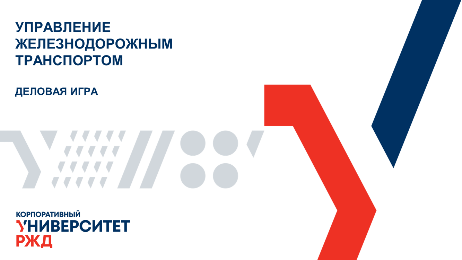 УПРАВЛЕНИЕ
ЖЕЛЕЗНОДОРОЖНЫМ
ТРАНСПОРТОМ
ДЕЛОВАЯ ИГРА
КОРПОРАТИВНЫЙ
УНИВЕРСИТЕТ
РЖД